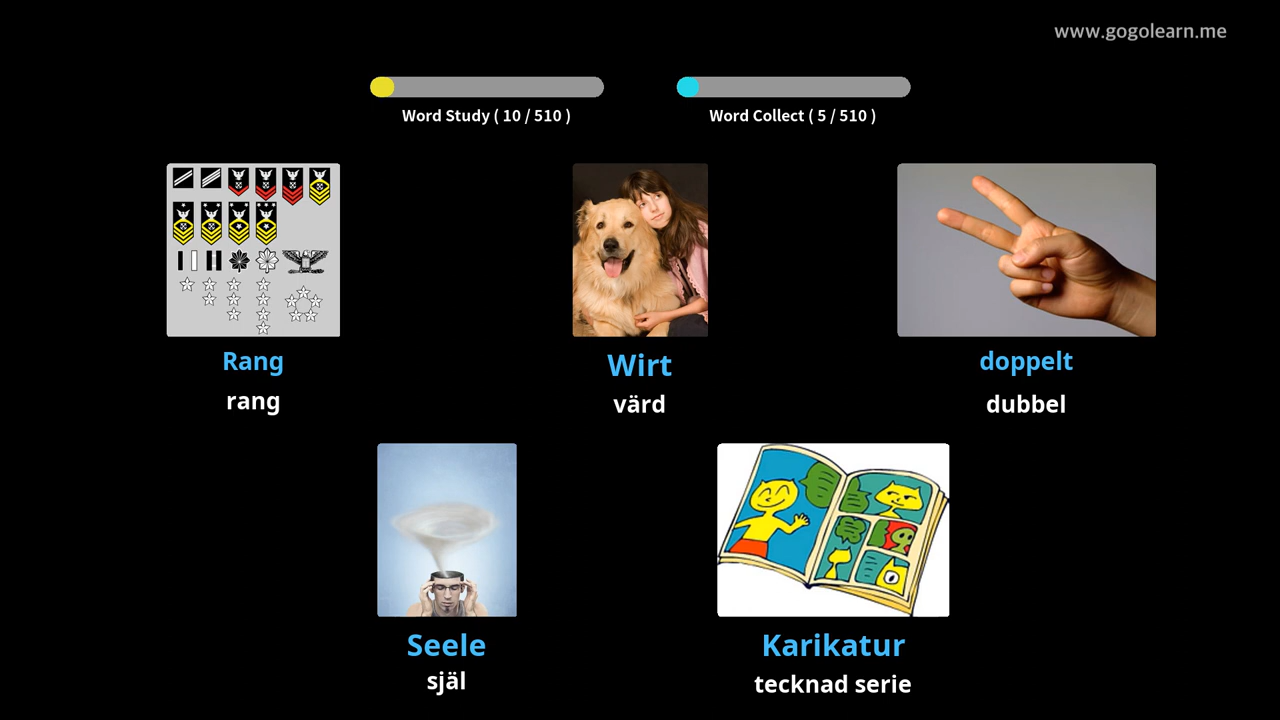 www.gogolearn.me
Word Study ( 10 / 510 )
Word Collect ( 5 / 510 )
Rang
rang
Wirt
värd
doppelt
dubbel
Seele
själ
Karikatur
tecknad serie